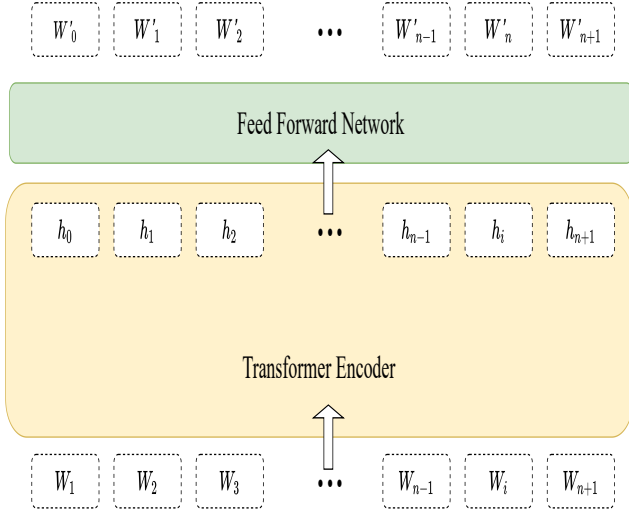 W'₀ W'₁ W'₂ ••• W'ₙ₋₁ W'ₙ W'ₙ₊₁
Feed Forward Network
h₀ h₁ h₂ ••• hₙ₋₁ hᵢ hₙ₊₁
Transformer Encoder
W₁ W₂ W₃ ••• Wₙ₋₁ Wᵢ Wₙ₊₁